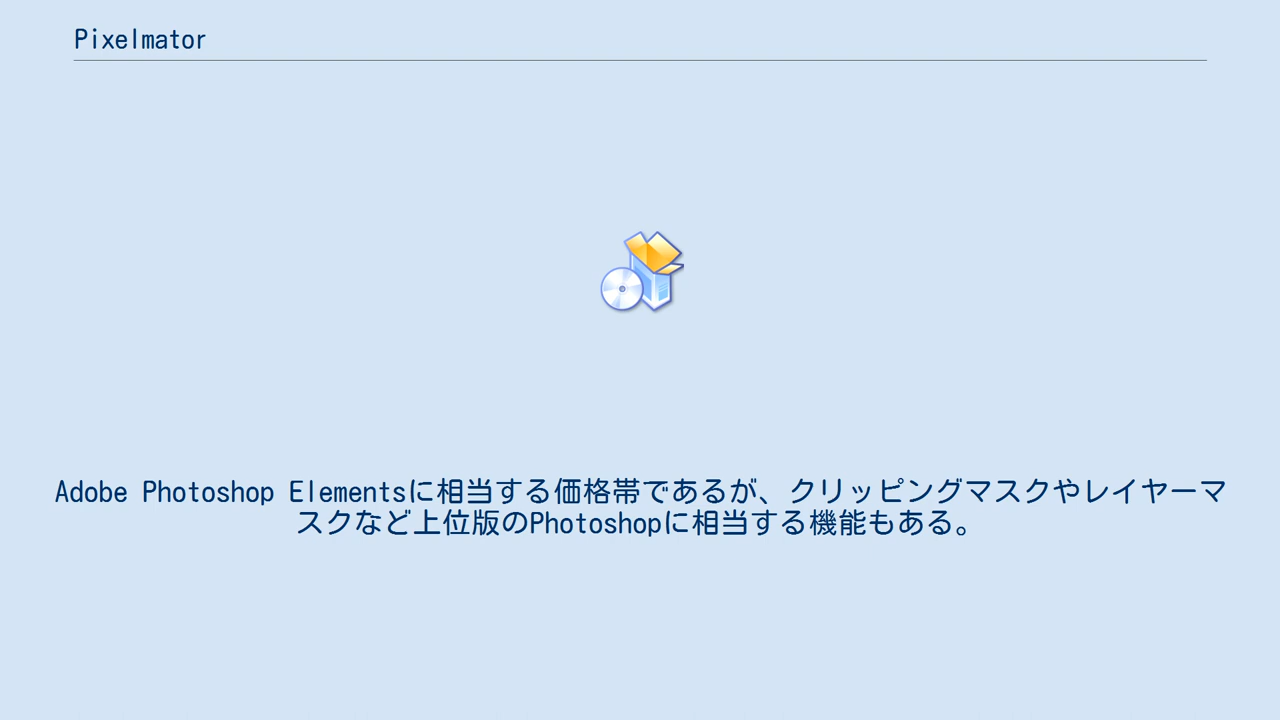 Pixelmator
Adobe Photoshop Elementsに相当する価格帯であるが、クリッピングマスクやレイヤーマ
スクなど上位版のPhotoshopに相当する機能もある。